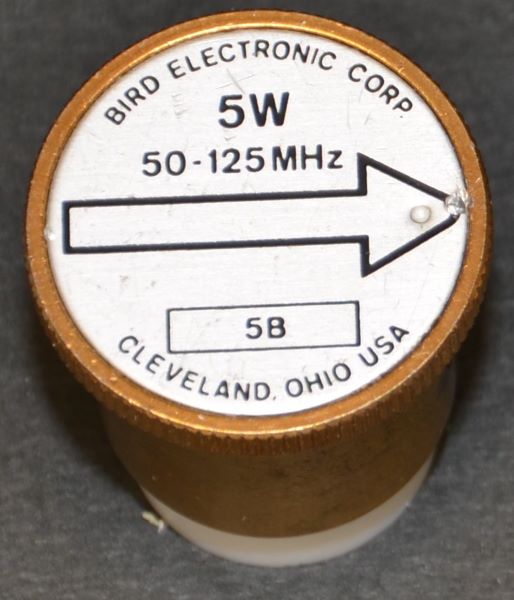 BIRD ELECTRONIC CORP
5W
50-125MHz
5B
CLEVELAND, OHIO USA